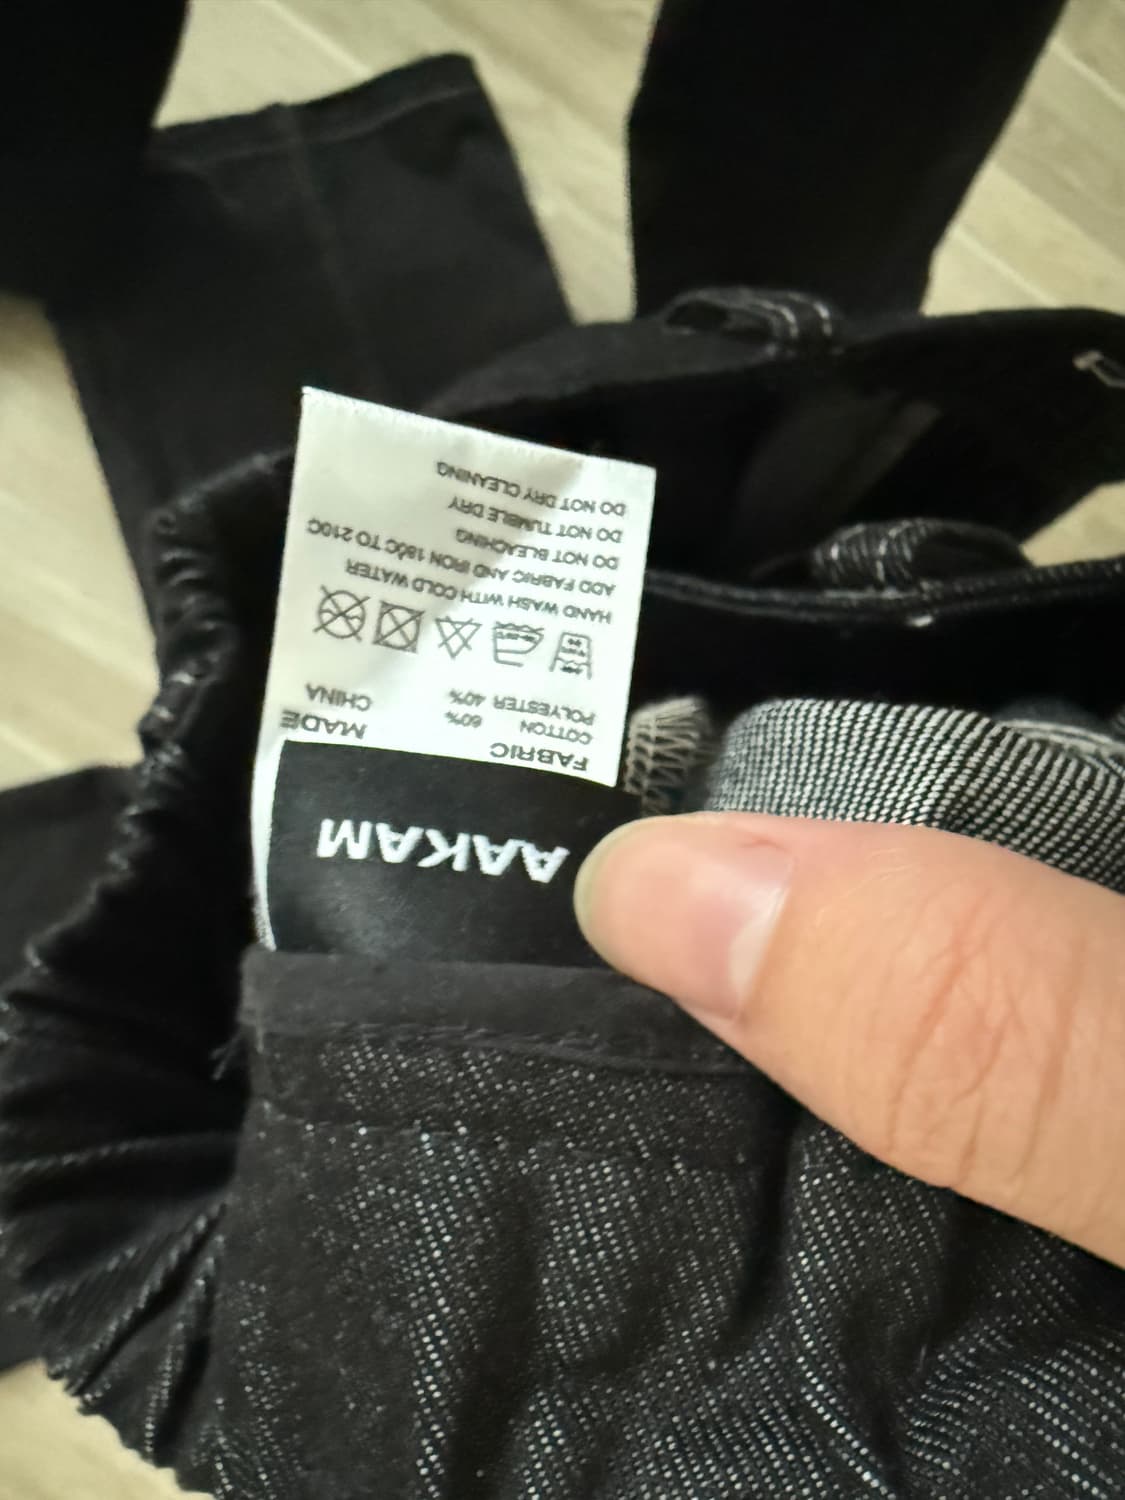 AAKAM
FABRIC MADE
COTTON 60%
POLYESTER 40% CHINA
HAND WASH WITH COLD WATER
ADD FABRIC AND IRON 180C TO 210C
DO NOT BLEACHING
DO NOT TUMBLE DRY
DO NOT DRY CLEANING